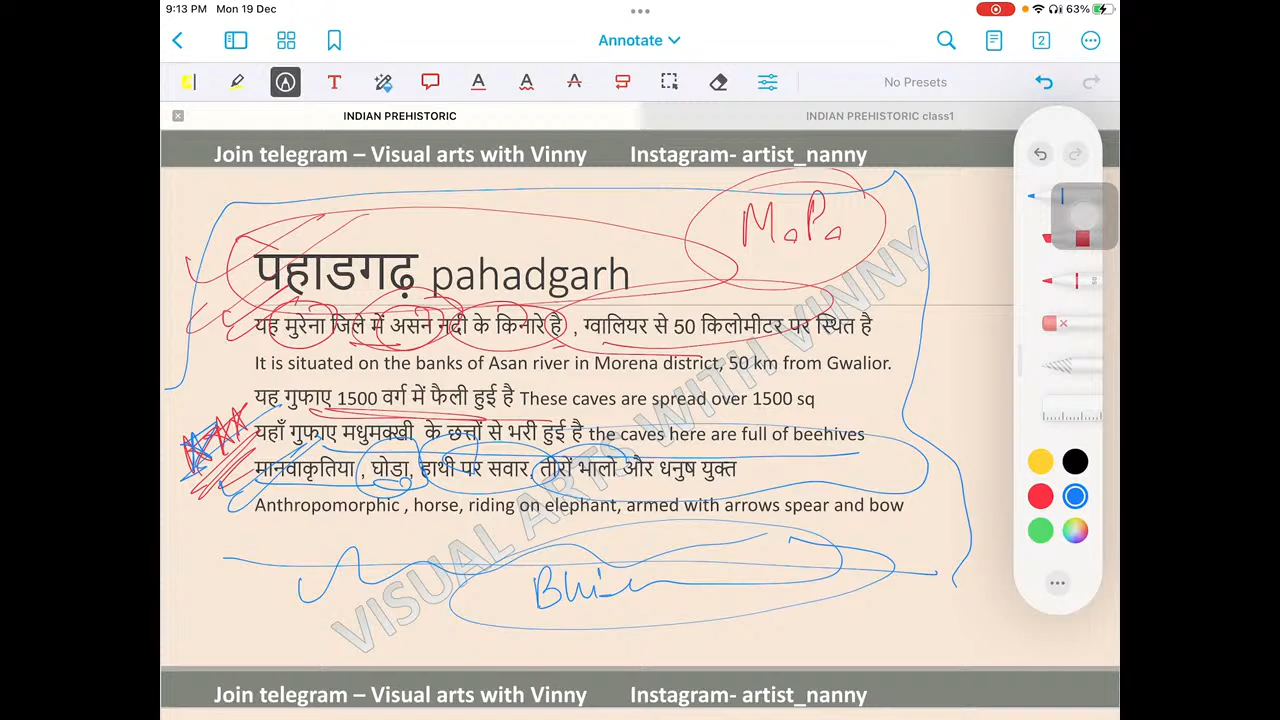 9:13 PM Mon 19 Dec 63%
Annotate
2
T A A A No Presets
INDIAN PREHISTORIC INDIAN PREHISTORIC class1
Join telegram – Visual arts with Vinny Instagram- artist_nanny
M.P.
पहाडगढ़ pahadgarh
यह मुरेना जिले में असन नदी के किनारे है , ग्वालियर से 50 किलोमीटर पर स्थित है
It is situated on the banks of Asan river in Morena district, 50 km from Gwalior.
यह गुफाए 1500 वर्ग में फैली हुई है These caves are spread over 1500 sq
यहाँ गुफाए मधुमक्खी के छत्तों से भरी हुई है the caves here are full of beehives
मानवाकृतिया , घोड़ा, हाथी पर सवार, तीरों भालो और धनुष युक्त
Anthropomorphic , horse, riding on elephant, armed with arrows spear and bow
VISUAL ARTS WITH VINNY
Join telegram – Visual arts with Vinny Instagram- artist_nanny